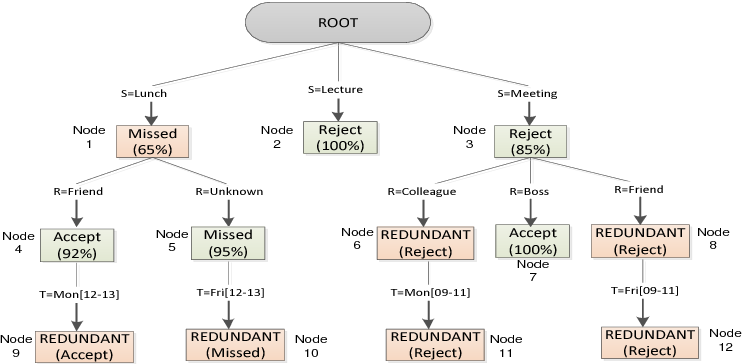 ROOT
S=Lunch
S=Lecture
S=Meeting
Node
1
Missed
(65%)
Node
2
Reject
(100%)
Node
3
Reject
(85%)
R=Friend
R=Unknown
R=Colleague
R=Boss
R=Friend
Node
4
Accept
(92%)
Node
5
Missed
(95%)
Node
6
REDUNDANT
(Reject)
Accept
(100%)
Node
7
REDUNDANT
(Reject)
Node
8
T=Mon[12-13]
T=Fri[12-13]
T=Mon[09-11]
T=Fri[09-11]
Node
9
REDUNDANT
(Accept)
REDUNDANT
(Missed)
Node
10
REDUNDANT
(Reject)
Node
11
REDUNDANT
(Reject)
Node
12